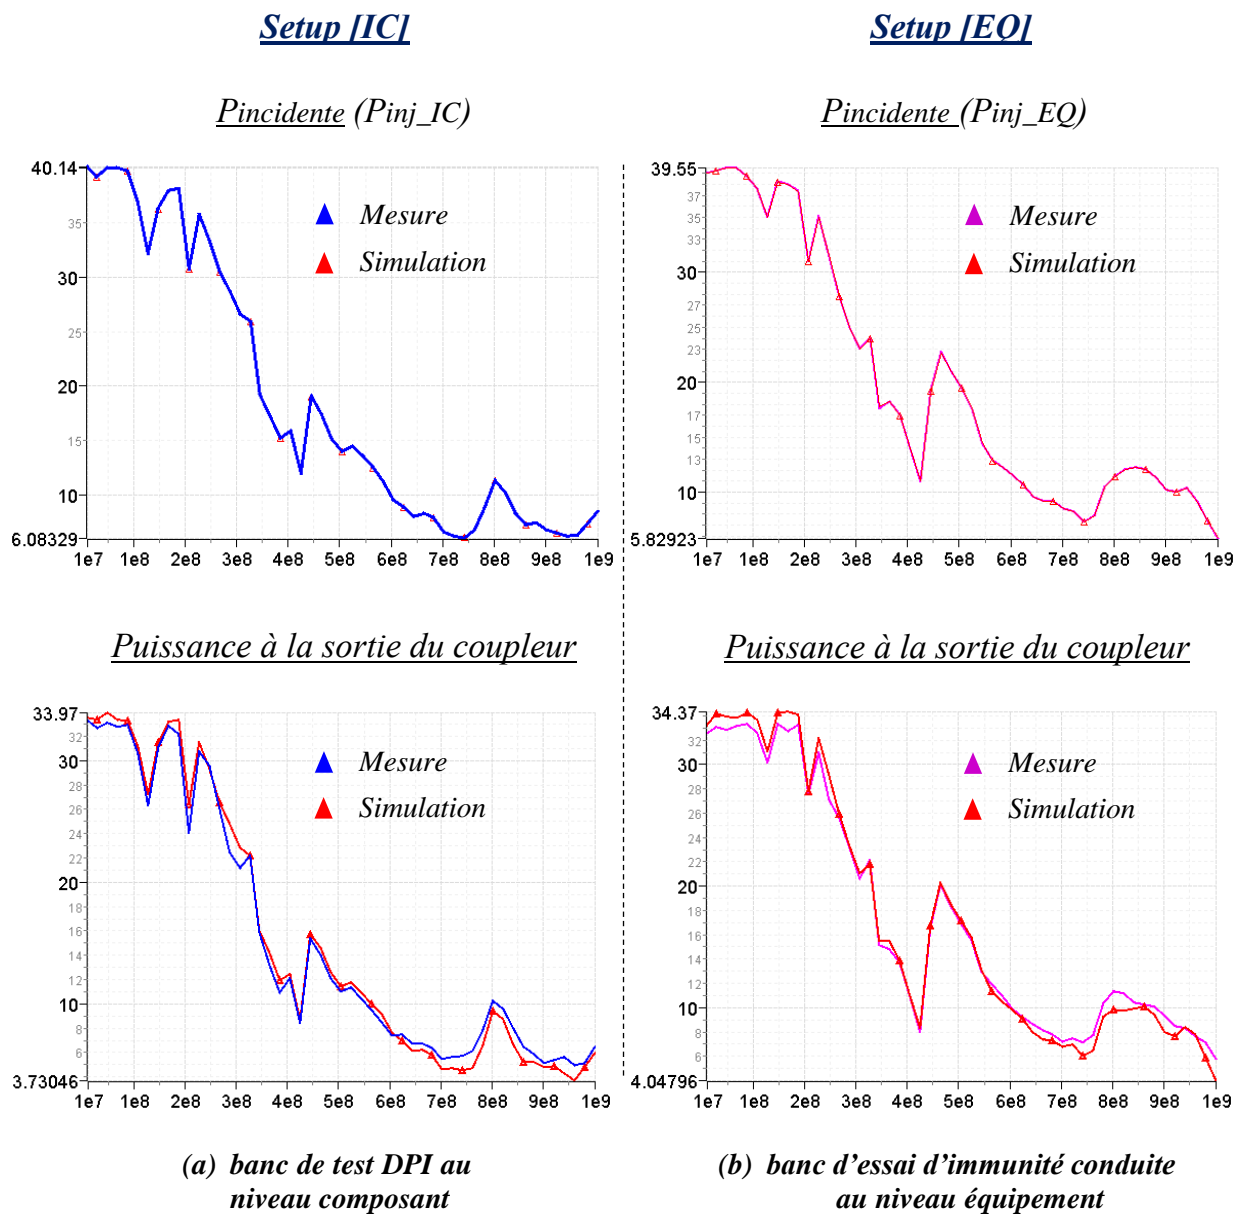 Setup [IC]
Setup [EQ]
Pincidente (Pinj_IC)
Pincidente (Pinj_EQ)
40.14
35
30
25
20
15
10
6.08329
1e7 1e8 2e8 3e8 4e8 5e8 6e8 7e8 8e8 9e8 1e9
Mesure
Simulation
39.55
37
35
33
30
27
25
23
20
17
15
13
10
5.82923
1e7 1e8 2e8 3e8 4e8 5e8 6e8 7e8 8e8 9e8 1e9
Mesure
Simulation
Puissance à la sortie du coupleur
Puissance à la sortie du coupleur
33.97
32
30
28
26
24
22
20
18
16
14
12
10
8
6
3.73046
1e7 1e8 2e8 3e8 4e8 5e8 6e8 7e8 8e8 9e8 1e9
Mesure
Simulation
34.37
32
30
28
26
24
22
20
18
16
14
12
10
8
6
4.04796
1e7 1e8 2e8 3e8 4e8 5e8 6e8 7e8 8e8 9e8 1e9
Mesure
Simulation
(a) banc de test DPI au
niveau composant
(b) banc d'essai d'immunité conduite
au niveau équipement